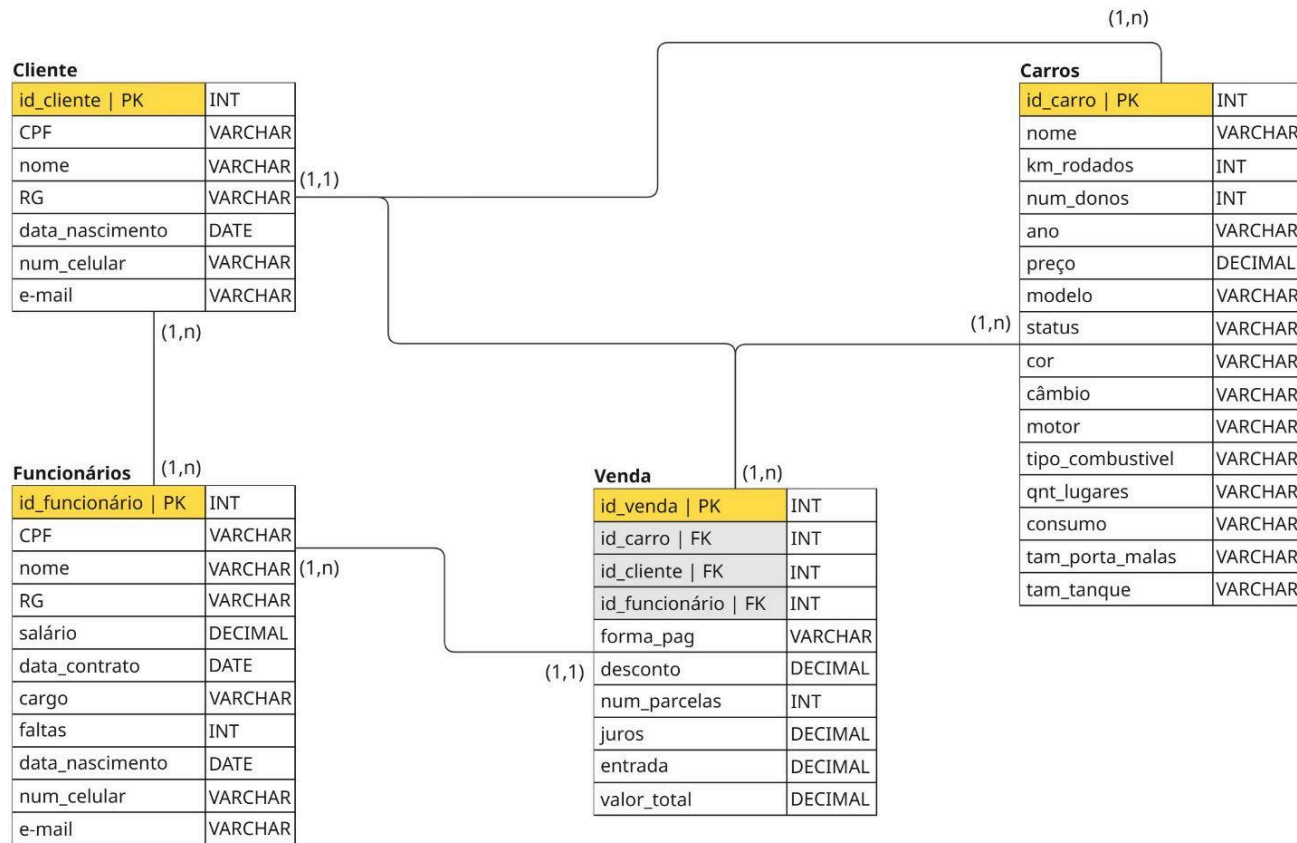 (1,n)
Cliente
id_cliente | PK INT
CPF VARCHAR
nome VARCHAR
RG VARCHAR
data_nascimento DATE
num_celular VARCHAR
e-mail VARCHAR
(1,1)
(1,n)
Carros
id_carro | PK INT
nome VARCHAR
km_rodados INT
num_donos INT
ano VARCHAR
preço DECIMAL
modelo VARCHAR
status VARCHAR
cor VARCHAR
câmbio VARCHAR
motor VARCHAR
tipo_combustivel VARCHAR
qnt_lugares VARCHAR
consumo VARCHAR
tam_porta_malas VARCHAR
tam_tanque VARCHAR
(1,n)
(1,n)
Funcionários
id_funcionário | PK INT
CPF VARCHAR
nome VARCHAR
RG VARCHAR
salário DECIMAL
data_contrato DATE
cargo VARCHAR
faltas INT
data_nascimento DATE
num_celular VARCHAR
e-mail VARCHAR
(1,n)
(1,n)
Venda
id_venda | PK INT
id_carro | FK INT
id_cliente | FK INT
id_funcionário | FK INT
forma_pag VARCHAR
desconto DECIMAL
num_parcelas INT
juros DECIMAL
entrada DECIMAL
valor_total DECIMAL
(1,1)